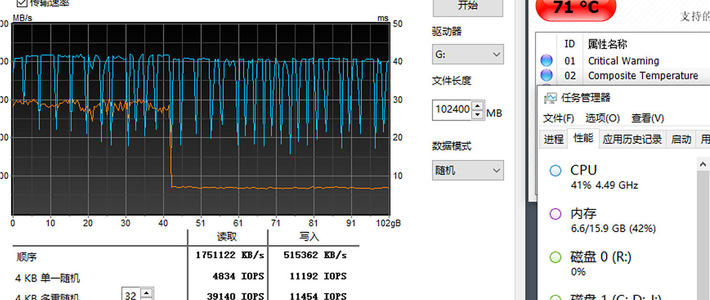 传输速率
MB/s
ms
50
40
30
20
10
00
00
00
00
0 10 20 30 40 51 61 71 81 91 102gB
读取 写入
顺序 1751122 KB/s 515362 KB/s
4 KB 单一随机 4834 IOPS 11192 IOPS
4 KB 多重随机 32 39140 IOPS 11454 IOPS
开始
驱动器
G:
文件长度
102400 MB
数据模式
随机
71 °C
支持的
ID 属性名称
01 Critical Warning
02 Composite Temperature
任务管理器
文件(F) 选项(O) 查看(V)
进程 性能 应用历史记录 启动 用
CPU
41% 4.49 GHz
内存
6.6/15.9 GB (42%)
磁盘 0 (R:)
0%
磁盘 1 (C: D: I:)